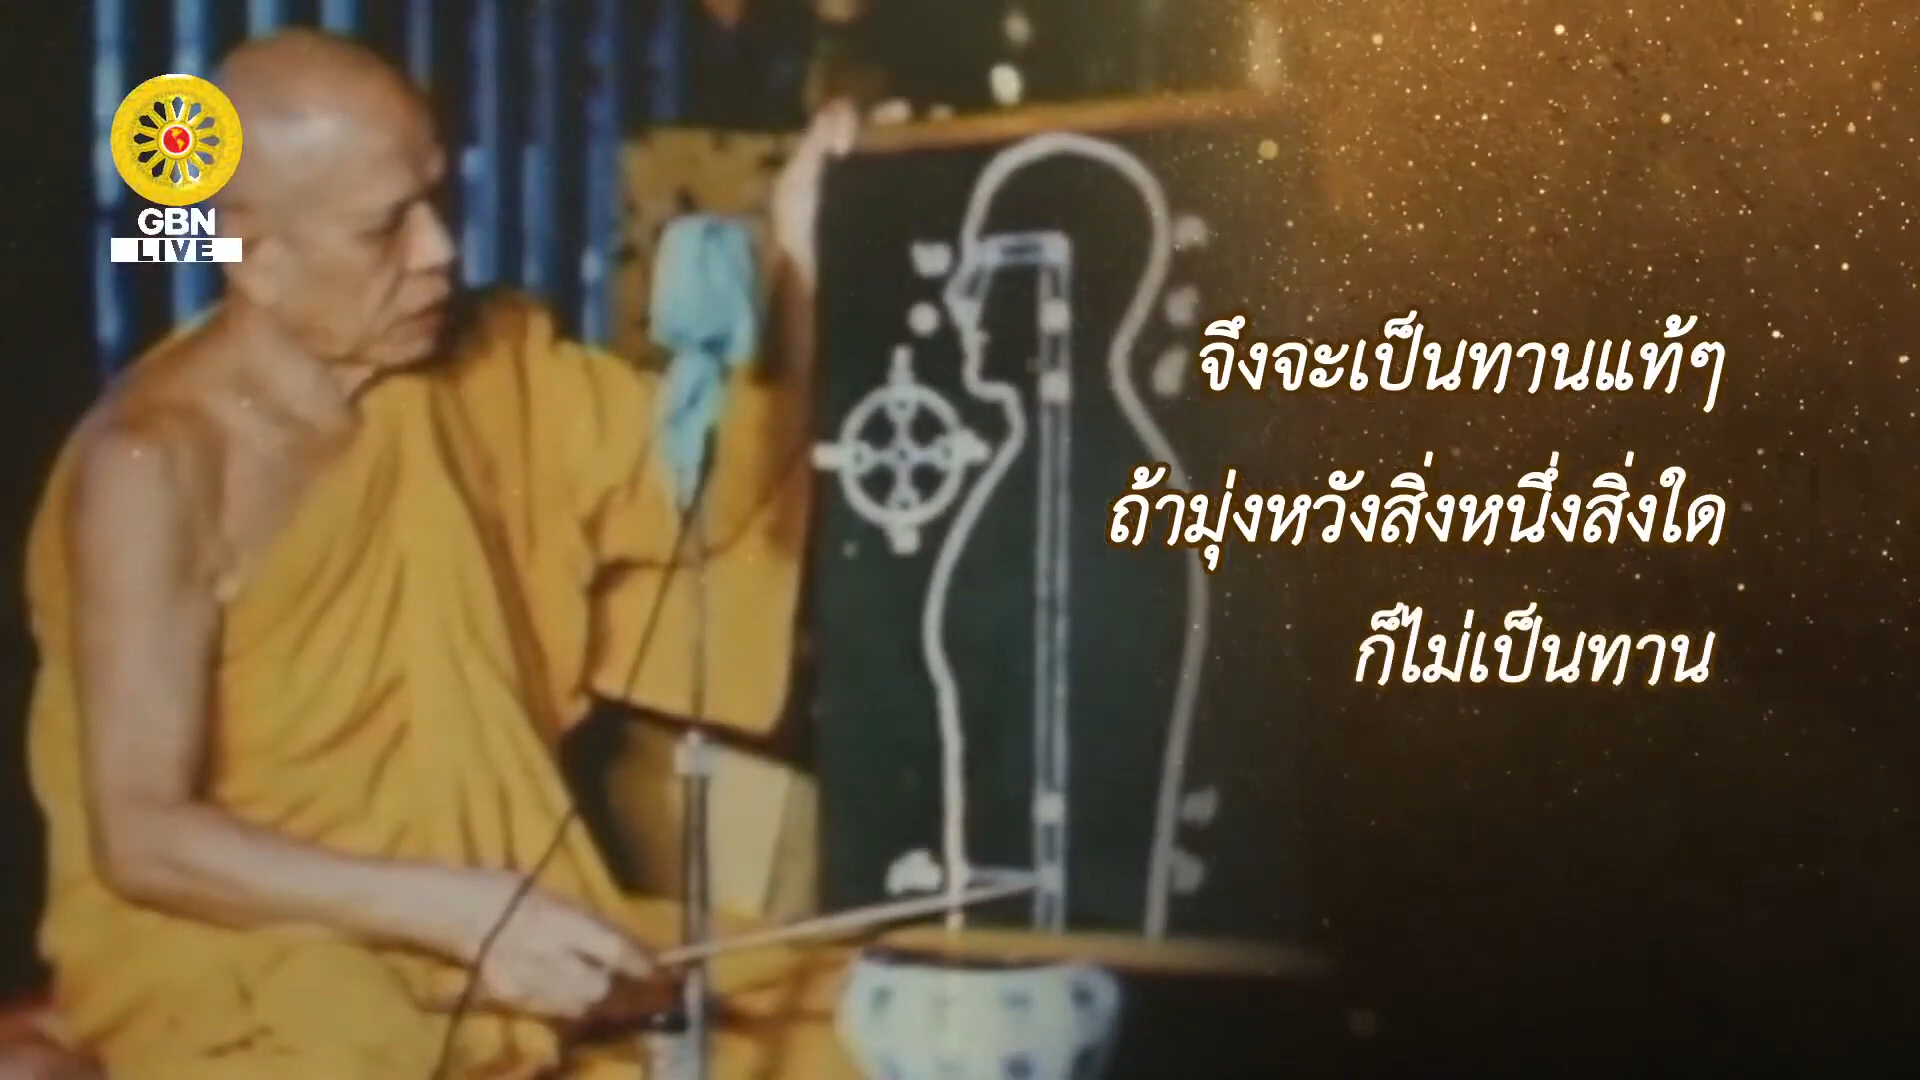 GBN
LIVE
จึงจะเป็นทานแท้ๆ
ถ้ามุ่งหวังสิ่งหนึ่งสิ่งใด
ก็ไม่เป็นทาน